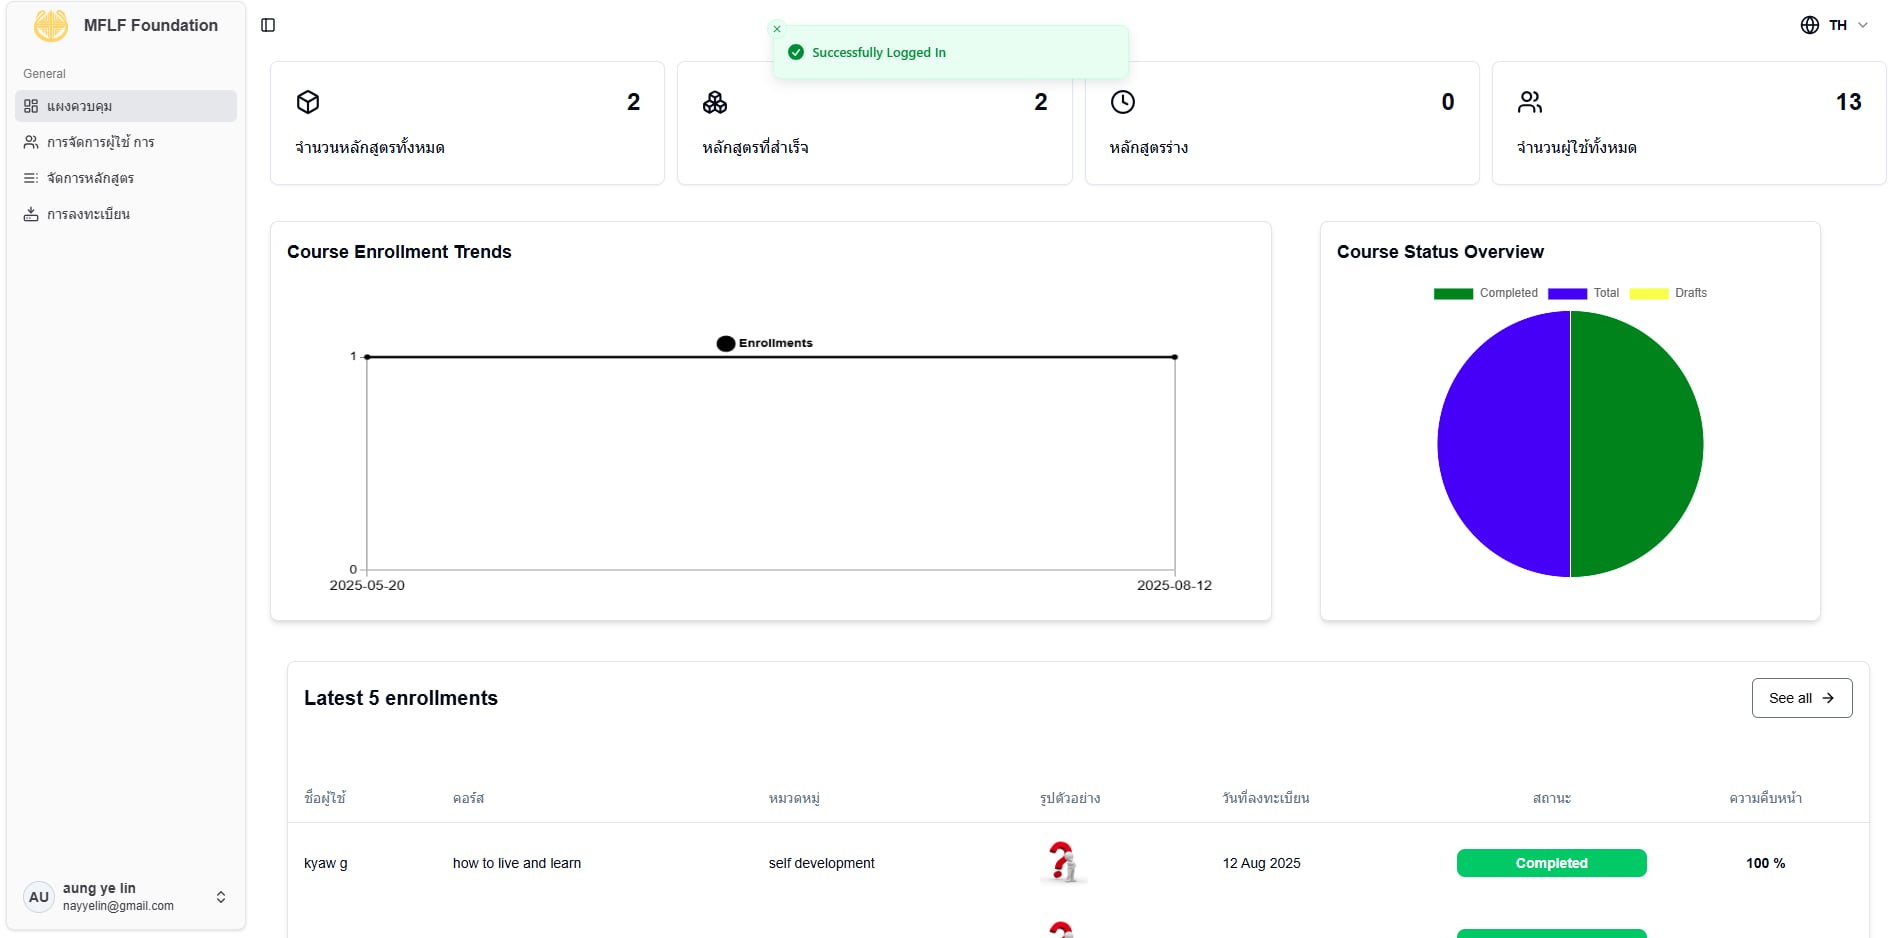 MFLF Foundation
TH
Successfully Logged In
General
แผงควบคุม
การจัดการผู้ใช้ การ
จัดการหลักสูตร
การลงทะเบียน
2
จำนวนหลักสูตรทั้งหมด
2
หลักสูตรที่สำเร็จ
0
หลักสูตรร่าง
13
จำนวนผู้ใช้ทั้งหมด
Course Enrollment Trends
Enrollments
1
0
2025-05-20 2025-08-12
Course Status Overview
Completed Total Drafts
Latest 5 enrollments
See all
ชื่อผู้ใช้ คอร์ส หมวดหมู่ รูปตัวอย่าง วันที่ลงทะเบียน สถานะ ความคืบหน้า
kyaw g how to live and learn self development 12 Aug 2025 Completed 100 %
AU
aung ye lin
nayyelin@gmail.com